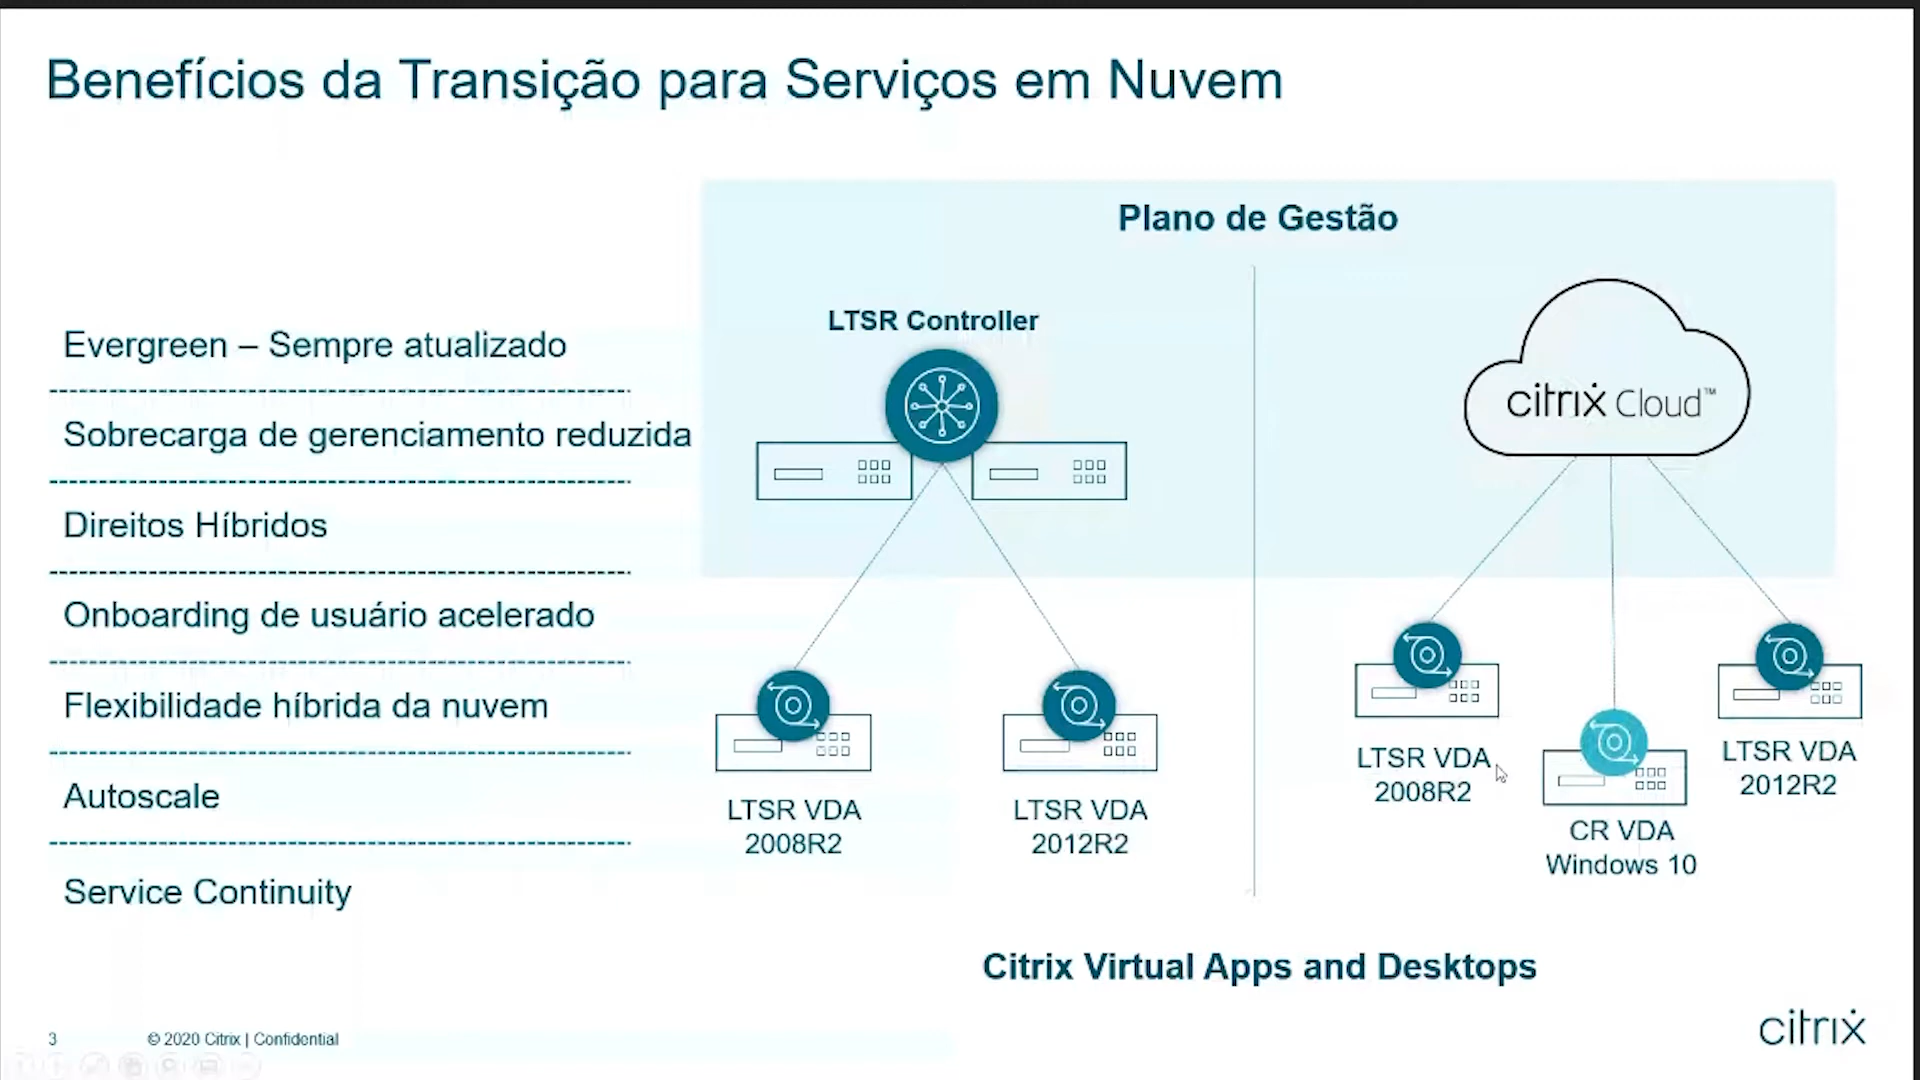 Benefícios da Transição para Serviços em Nuvem
Plano de Gestão
LTSR Controller
citrix Cloud™
Evergreen – Sempre atualizado
Sobrecarga de gerenciamento reduzida
Direitos Híbridos
Onboarding de usuário acelerado
Flexibilidade híbrida da nuvem
Autoscale
Service Continuity
LTSR VDA
2008R2
LTSR VDA
2012R2
LTSR VDA
2008R2
CR VDA
Windows 10
LTSR VDA
2012R2
Citrix Virtual Apps and Desktops
3
© 2020 Citrix | Confidential
citrix